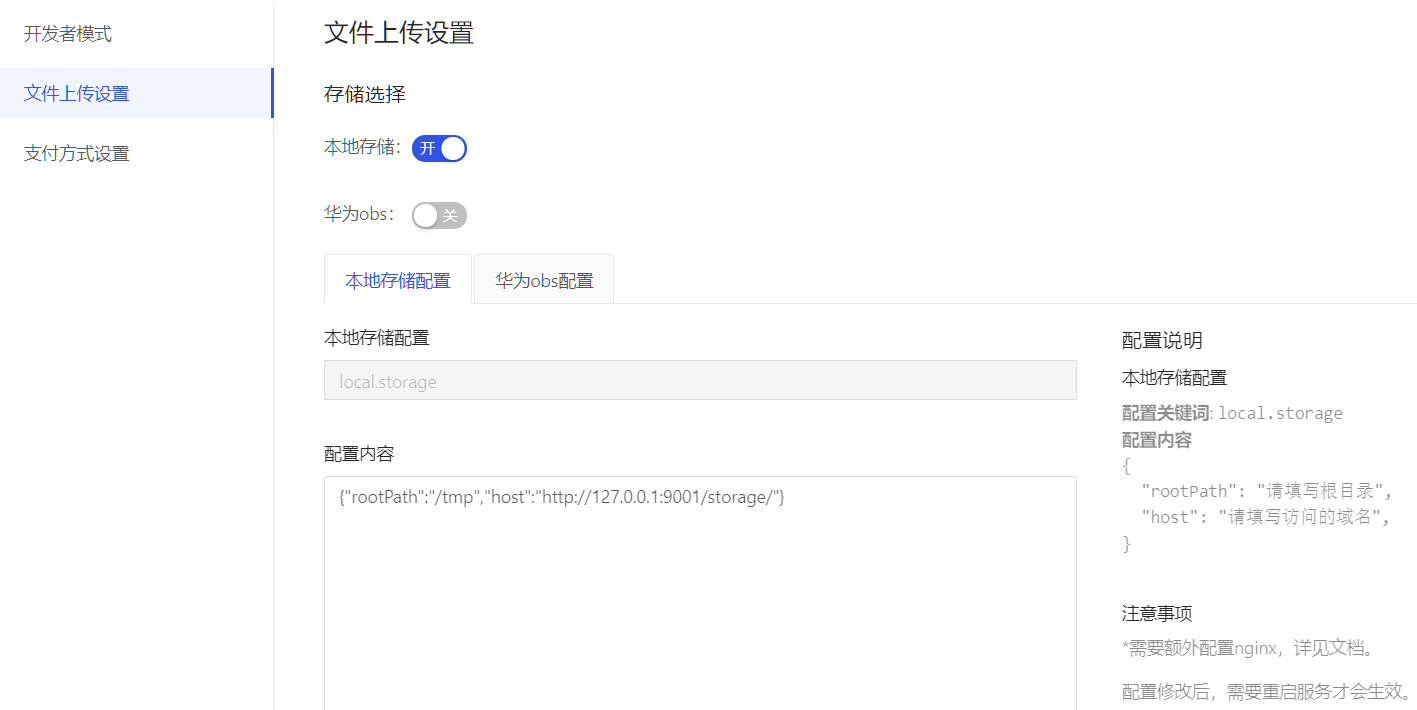 开发者模式
文件上传设置
支付方式设置
文件上传设置
存储选择
本地存储： 开
华为obs： 关
本地存储配置 华为obs配置
本地存储配置
local.storage
配置内容
{"rootPath":"/tmp","host":"http://127.0.0.1:9001/storage/"}
配置说明
本地存储配置
配置关键词: local.storage
配置内容
{
  "rootPath": "请填写根目录",
  "host": "请填写访问的域名",
}
注意事项
*需要额外配置nginx，详见文档。
配置修改后，需要重启服务才会生效。